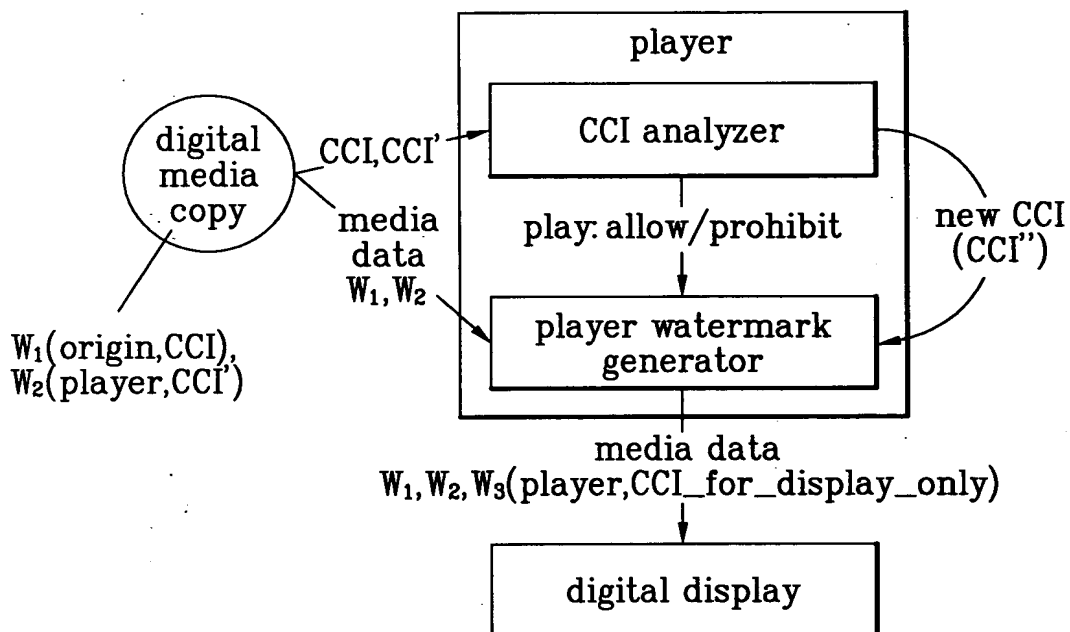 player
CCI analyzer
digital
media
copy
CCI,CCI'
media
data
W₁,W₂
play: allow/prohibit
new CCI
(CCI'')
player watermark
generator
W₁(origin,CCI),
W₂(player,CCI')
media data
W₁,W₂,W₃(player,CCI_for_display_only)
digital display